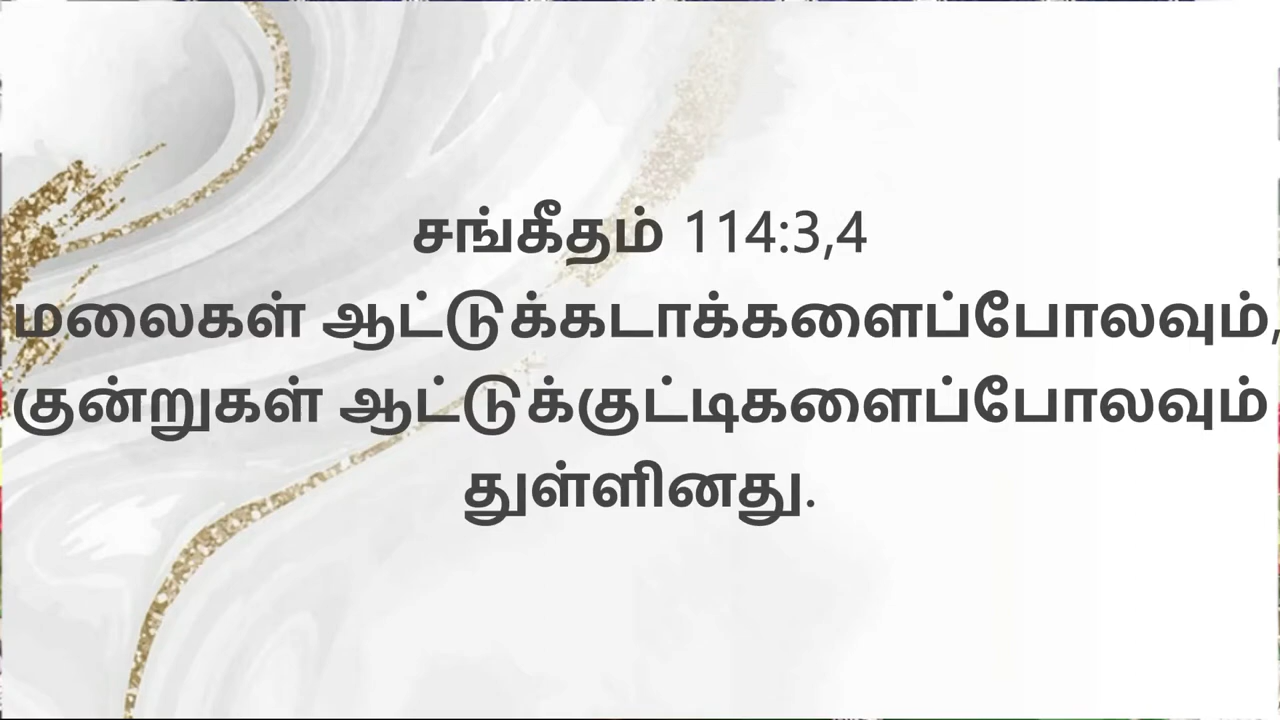 சங்கீதம் 114:3,4
மலைகள் ஆட்டுக்கடாக்களைப்போலவும்,
குன்றுகள் ஆட்டுக்குட்டிகளைப்போலவும்
துள்ளினது.